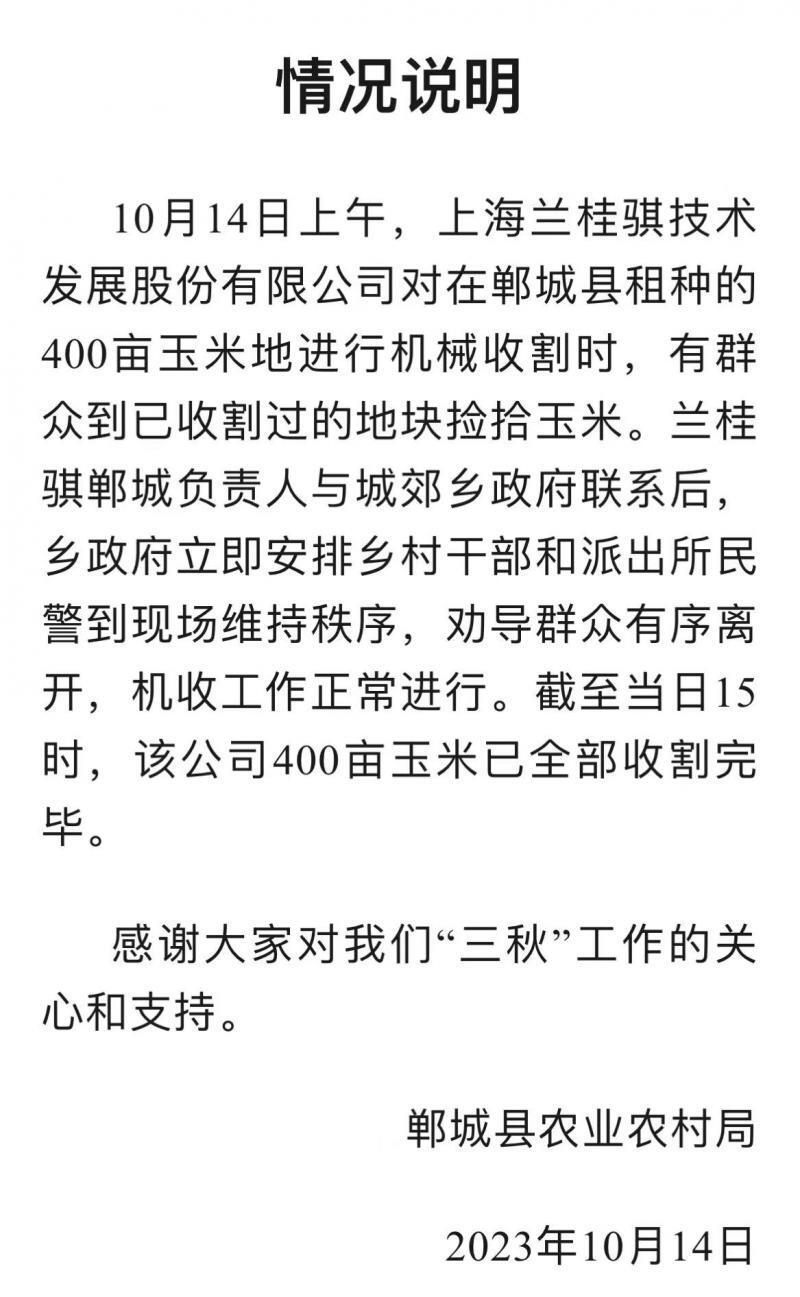 情况说明
10月14日上午，上海兰桂骐技术
发展股份有限公司对在郸城县租种的
400亩玉米地进行机械收割时，有群
众到已收割过的地块捡拾玉米。兰桂
骐郸城负责人与城郊乡政府联系后，
乡政府立即安排乡村干部和派出所民
警到现场维持秩序，劝导群众有序离
开，机收工作正常进行。截至当日15
时，该公司400亩玉米已全部收割完
毕。
感谢大家对我们“三秋”工作的关
心和支持。
郸城县农业农村局
2023年10月14日